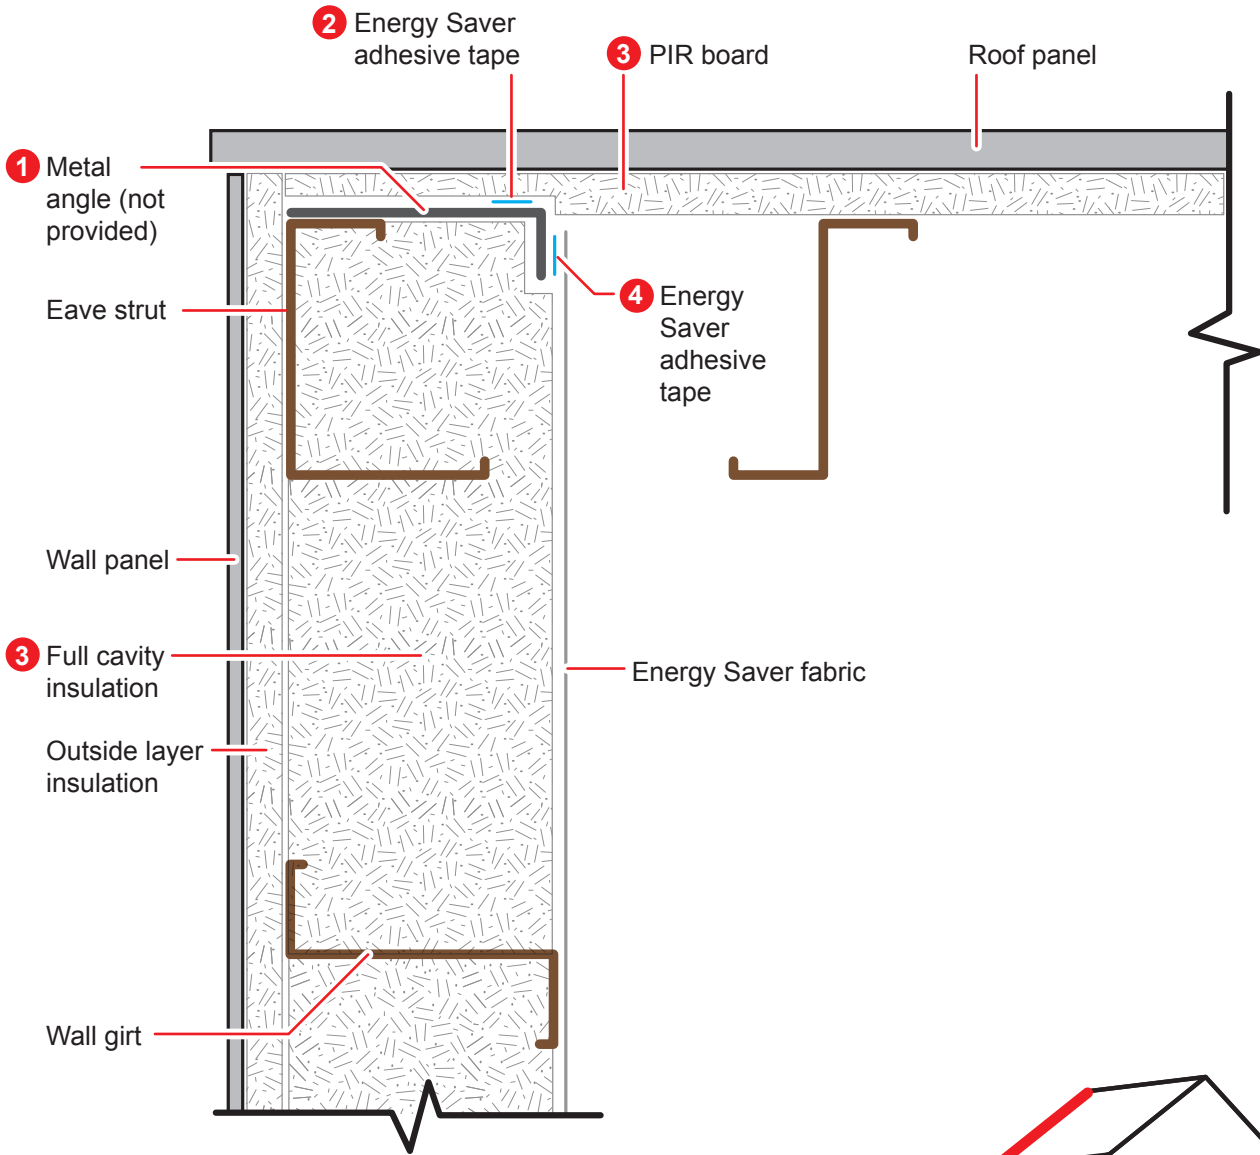 2 Energy Saver
adhesive tape
3 PIR board
Roof panel
1 Metal
angle (not
provided)
Eave strut
4 Energy
Saver
adhesive
tape
Wall panel
3 Full cavity
insulation
Energy Saver fabric
Outside layer
insulation
Wall girt